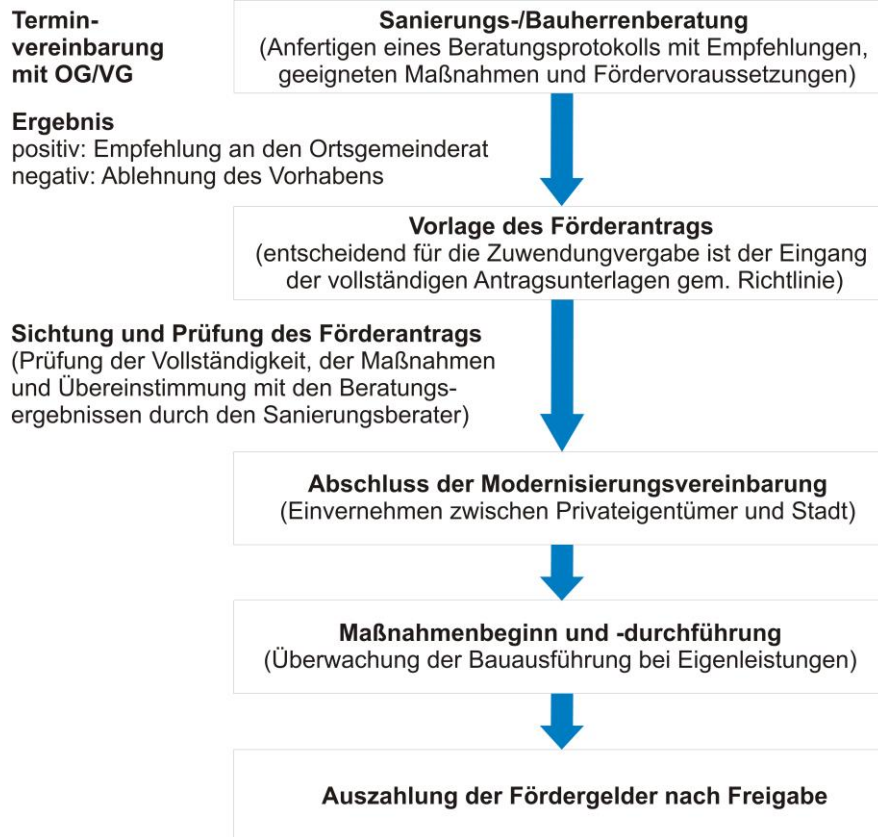 Termin-
vereinbarung
mit OG/VG
Sanierungs-/Bauherrenberatung
(Anfertigen eines Beratungsprotokolls mit Empfehlungen,
geeigneten Maßnahmen und Fördervoraussetzungen)
Ergebnis
positiv: Empfehlung an den Ortsgemeinderat
negativ: Ablehnung des Vorhabens
Vorlage des Förderantrags
(entscheidend für die Zuwendungvergabe ist der Eingang
der vollständigen Antragsunterlagen gem. Richtlinie)
Sichtung und Prüfung des Förderantrags
(Prüfung der Vollständigkeit, der Maßnahmen
und Übereinstimmung mit den Beratungs-
ergebnissen durch den Sanierungsberater)
Abschluss der Modernisierungsvereinbarung
(Einvernehmen zwischen Privateigentümer und Stadt)
Maßnahmenbeginn und -durchführung
(Überwachung der Bauausführung bei Eigenleistungen)
Auszahlung der Fördergelder nach Freigabe